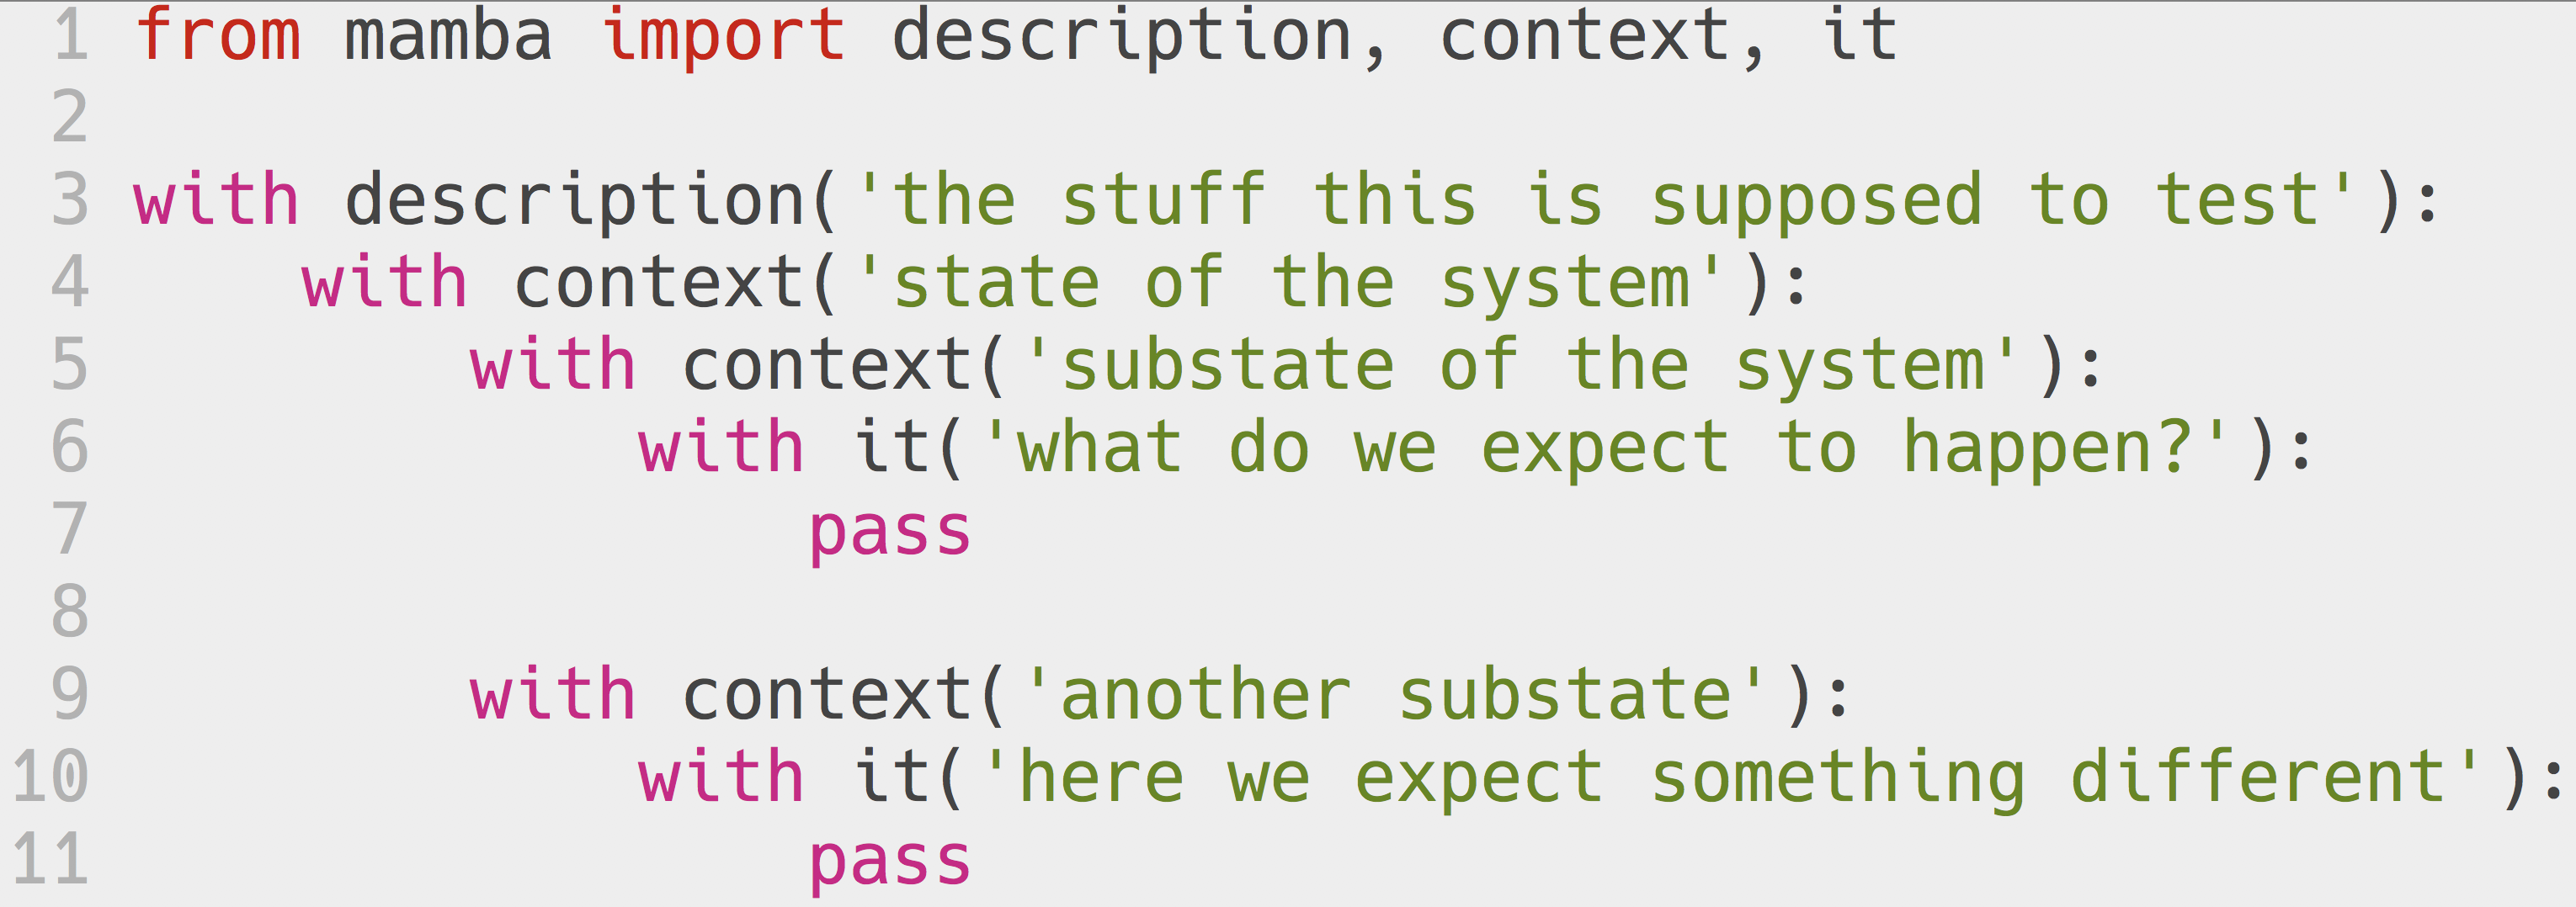 1 from mamba import description, context, it
2
3 with description('the stuff this is supposed to test'):
4     with context('state of the system'):
5         with context('substate of the system'):
6             with it('what do we expect to happen?'):
7                 pass
8
9         with context('another substate'):
10             with it('here we expect something different'):
11                 pass